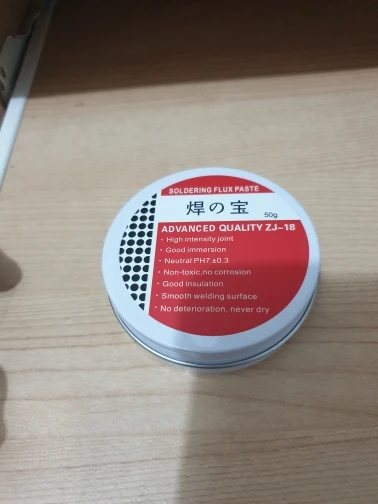 SOLDERING FLUX PASTE
焊の宝
50g
ADVANCED QUALITY ZJ-18
· High intensity joint
· Good immersion
· Neutral PH7 ±0.3
· Non-toxic,no corrosion
· Good insulation
· Smooth welding surface
· No deterioration, never dry